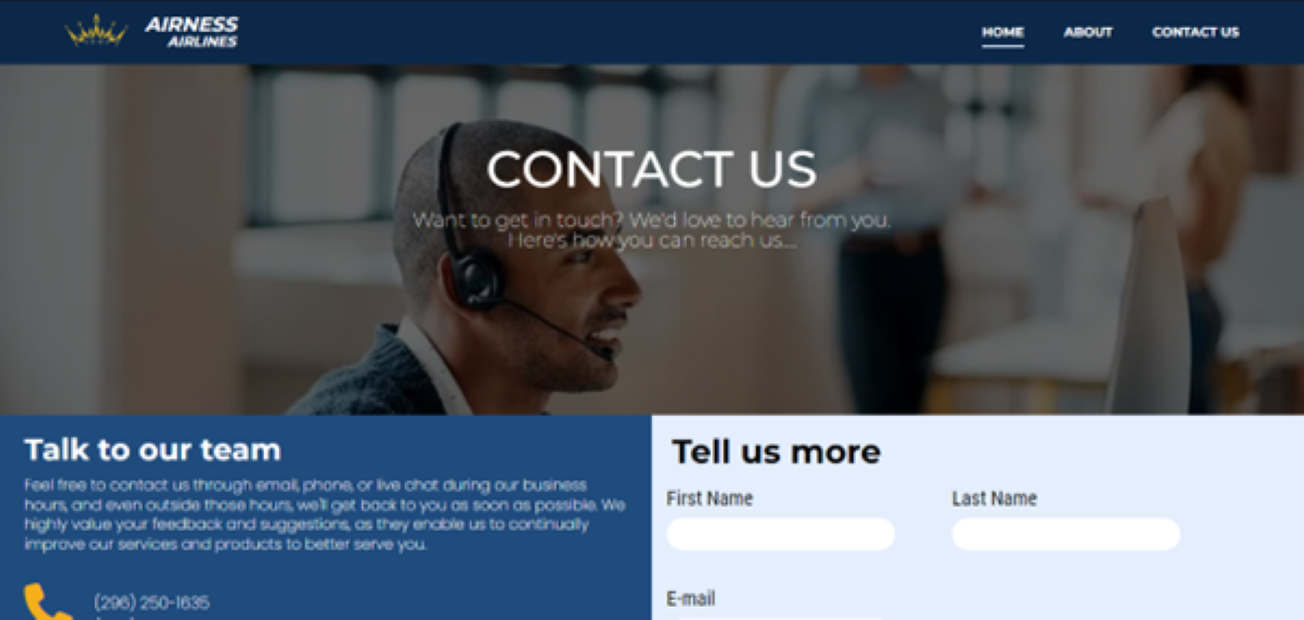 AIRNESS
AIRLINES
HOME
ABOUT
CONTACT US
CONTACT US
Want to get in touch? We'd love to hear from you.
Here's how you can reach us....
Talk to our team
Feel free to contact us through email, phone, or live chat during our business
hours, and even outside those hours, we'll get back to you as soon as possible. We
highly value your feedback and suggestions, as they enable us to continually
improve our services and products to better serve you.
(296) 250-1635
Tell us more
First Name
Last Name
E-mail